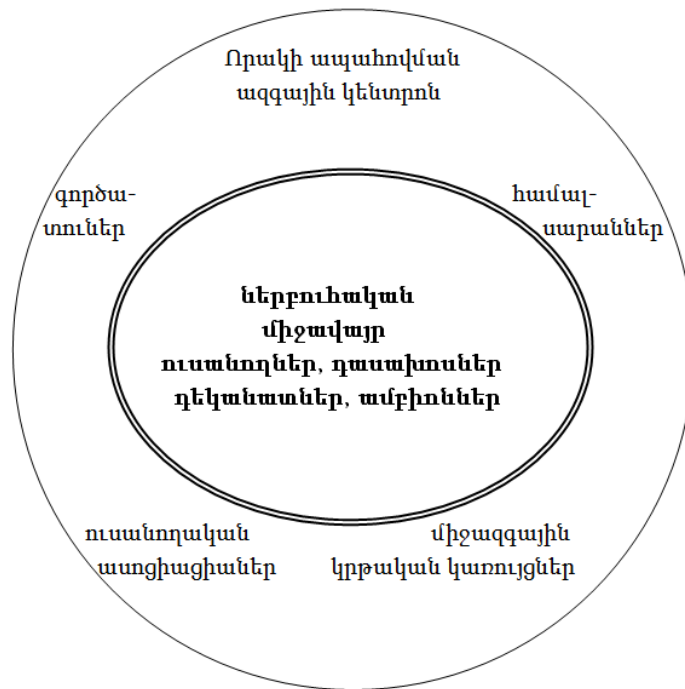 Որակի ապահովման
ազգային կենտրոն
գործա-
տուներ
համալ-
սարաններ
ներբուհական
միջավայր
ուսանողներ, դասախոսներ
դեկանատներ, ամբիոններ
ուսանողական
ասոցիացիաներ
միջազգային
կրթական կառույցներ